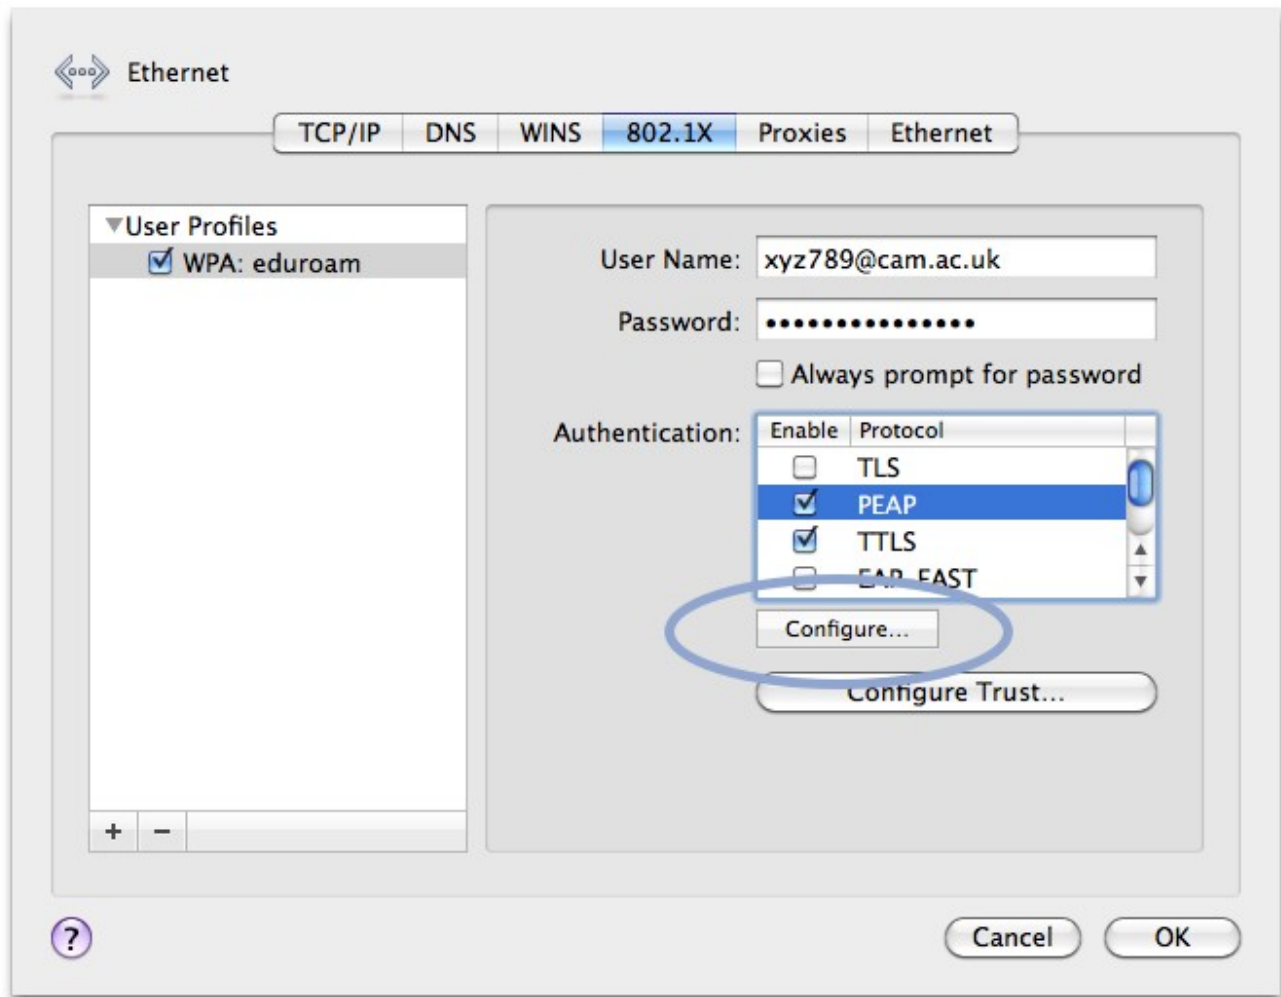 Ethernet
TCP/IP DNS WINS 802.1X Proxies Ethernet
User Profiles
WPA: eduroam
User Name: xyz789@cam.ac.uk
Password: •••••••••••••••
Always prompt for password
Authentication:
Enable Protocol
TLS
PEAP
TTLS
EAP-FAST
Configure...
Configure Trust...
+ −
?
Cancel OK